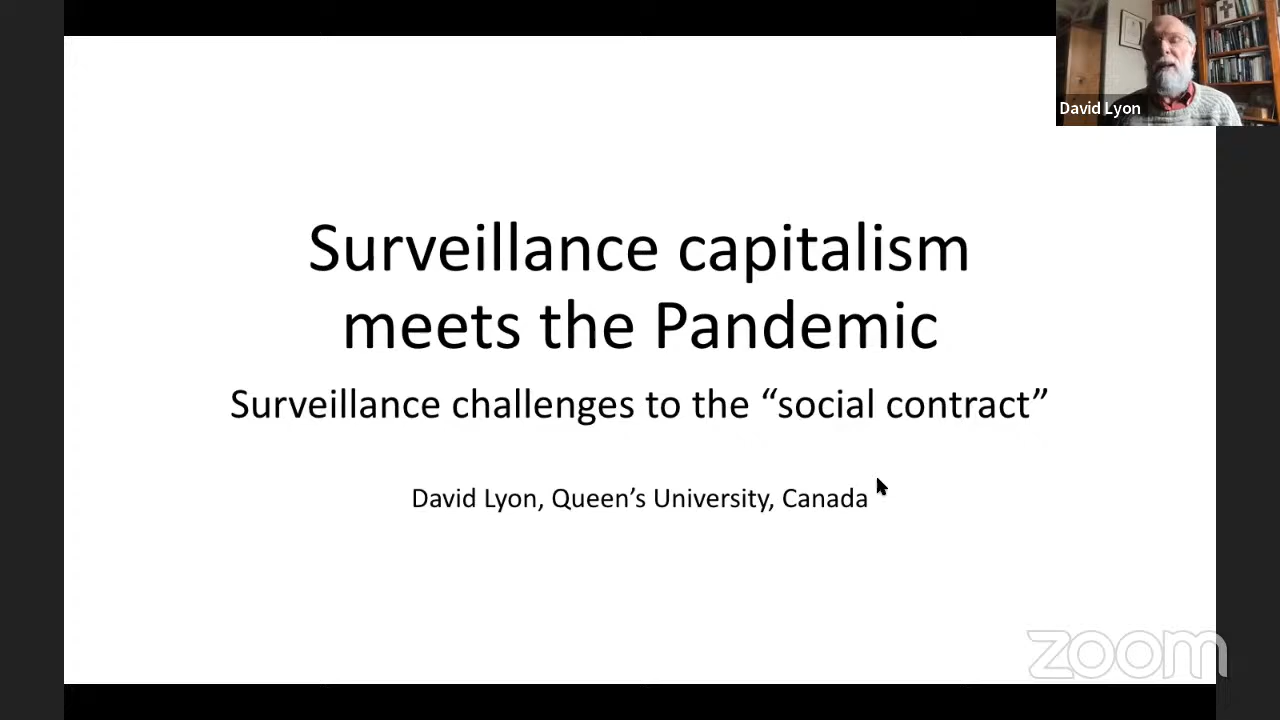 David Lyon
Surveillance capitalism
meets the Pandemic
Surveillance challenges to the “social contract”
David Lyon, Queen’s University, Canada
zoom